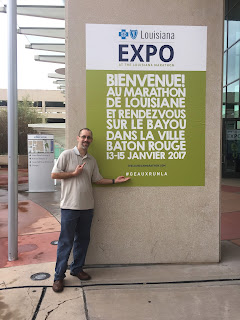 Louisiana
EXPO
AT THE LOUISIANA MARATHON
BIENVENUE!
AU MARATHON
DE LOUISIANE
ET RENDEZVOUS
SUR LE BAYOU
DANS LA VILLE
BATON ROUGE
13-15 JANVIER 2017
#GEAUXRUNLA